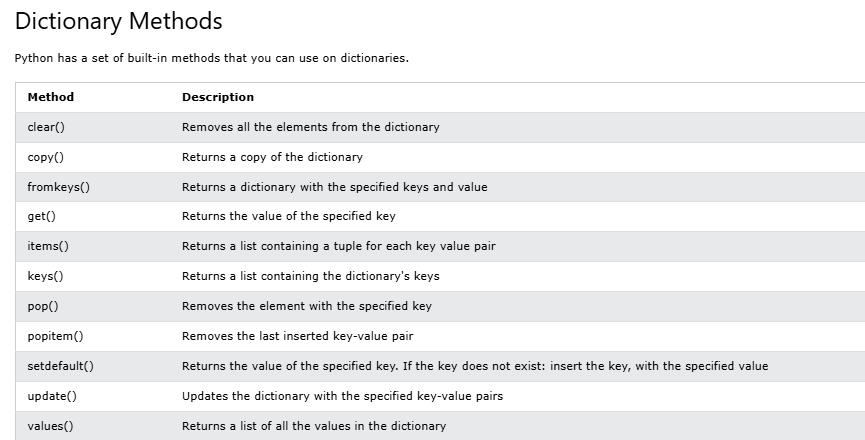 Dictionary Methods
Python has a set of built-in methods that you can use on dictionaries.
Method Description
clear() Removes all the elements from the dictionary
copy() Returns a copy of the dictionary
fromkeys() Returns a dictionary with the specified keys and value
get() Returns the value of the specified key
items() Returns a list containing a tuple for each key value pair
keys() Returns a list containing the dictionary's keys
pop() Removes the element with the specified key
popitem() Removes the last inserted key-value pair
setdefault() Returns the value of the specified key. If the key does not exist: insert the key, with the specified value
update() Updates the dictionary with the specified key-value pairs
values() Returns a list of all the values in the dictionary